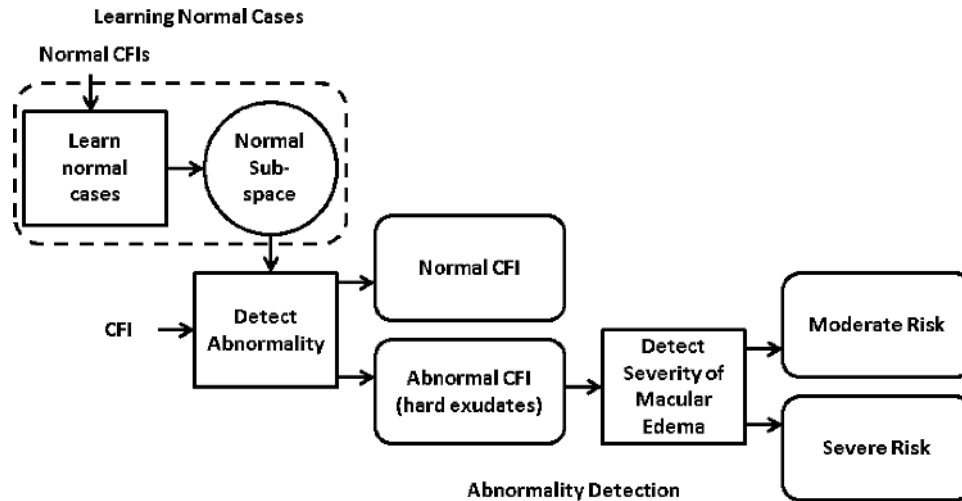 Learning Normal Cases
Normal CFIs
Learn
normal
cases
Normal
Sub-
space
Normal CFI
CFI
Detect
Abnormality
Abnormal CFI
(hard exudates)
Detect
Severity of
Macular
Edema
Moderate Risk
Severe Risk
Abnormality Detection